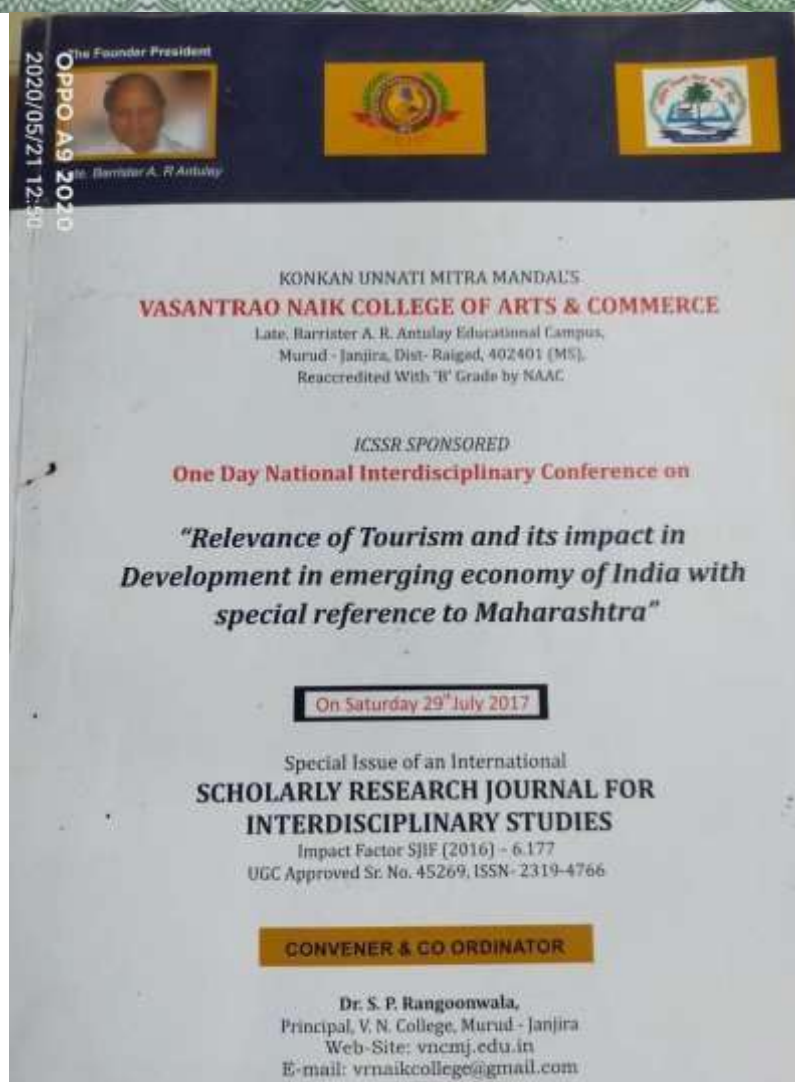 The Founder President
Late. Barrister A. R Antulay
OPPO A9 2020
2020/05/21 12:50
KONKAN UNNATI MITRA MANDAL'S
VASANTRAO NAIK COLLEGE OF ARTS & COMMERCE
Late. Barrister A. R. Antulay Educational Campus,
Murud - Janjira, Dist- Raigad, 402401 (MS),
Reaccredited With 'B' Grade by NAAC
ICSSR SPONSORED
One Day National Interdisciplinary Conference on
"Relevance of Tourism and its impact in
Development in emerging economy of India with
special reference to Maharashtra"
On Saturday 29th July 2017
Special Issue of an International
SCHOLARLY RESEARCH JOURNAL FOR
INTERDISCIPLINARY STUDIES
Impact Factor SJIF (2016) - 6.177
UGC Approved Sr. No. 45269, ISSN- 2319-4766
CONVENER & CO ORDINATOR
Dr. S. P. Rangoonwala,
Principal, V. N. College, Murud - Janjira
Web-Site: vncmj.edu.in
E-mail: vrnaikcollege@gmail.com